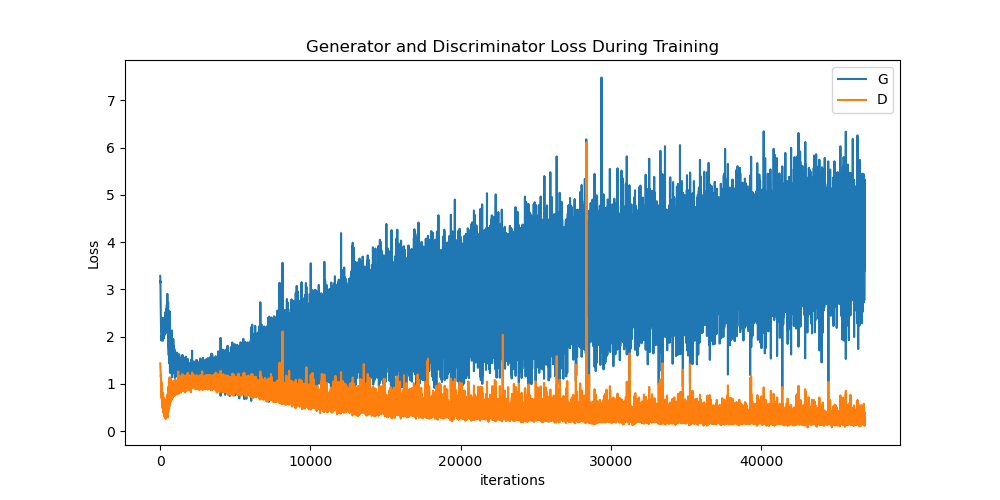 Generator and Discriminator Loss During Training
G
D
Loss
7
6
5
4
3
2
1
0
0 10000 20000 30000 40000
iterations